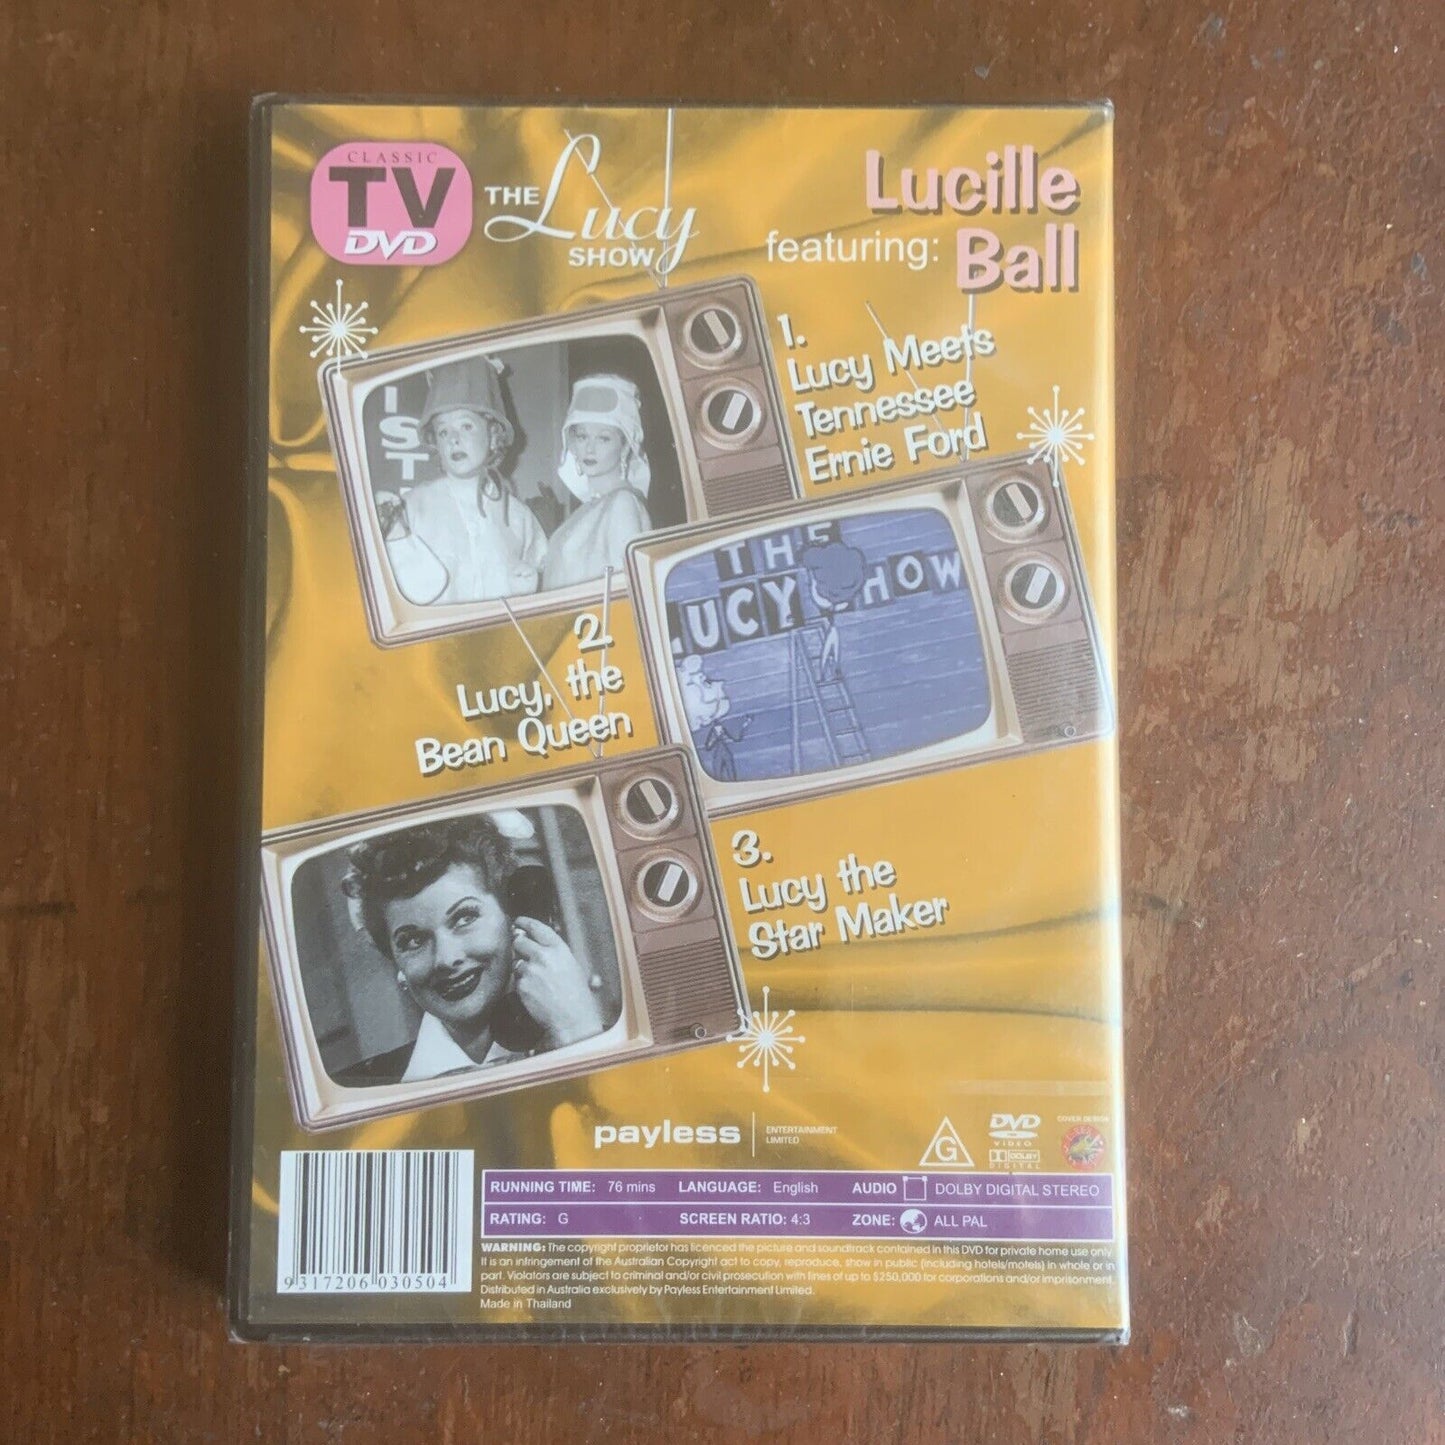 CLASSIC
TV
DVD
THE Lucy
SHOW
Lucille
featuring: Ball
1.
Lucy Meets
Tennessee
Ernie Ford
IST
THE
LUCY SHOW
2.
Lucy, the
Bean Queen
3.
Lucy the
Star Maker
payless
ENTERTAINMENT
LIMITED
G
DVD
VIDEO
DOLBY
DIGITAL
COVER DESIGN
RUNNING TIME: 76 mins LANGUAGE: English AUDIO DOLBY DIGITAL STEREO
RATING: G SCREEN RATIO: 4:3 ZONE: ALL PAL
WARNING: The copyright proprietor has licenced the picture and soundtrack contained in this DVD for private home use only
It is an infringement of the Australian Copyright act to copy, reproduce, show in public (including hotels/motels) in whole or in
part. Violators are subject to criminal and/or civil prosecution with fines of up to $250,000 for corporations and/or imprisonment.
Distributed in Australia exclusively by Payless Entertainment Limited.
Made in Thailand
9 317206 030504